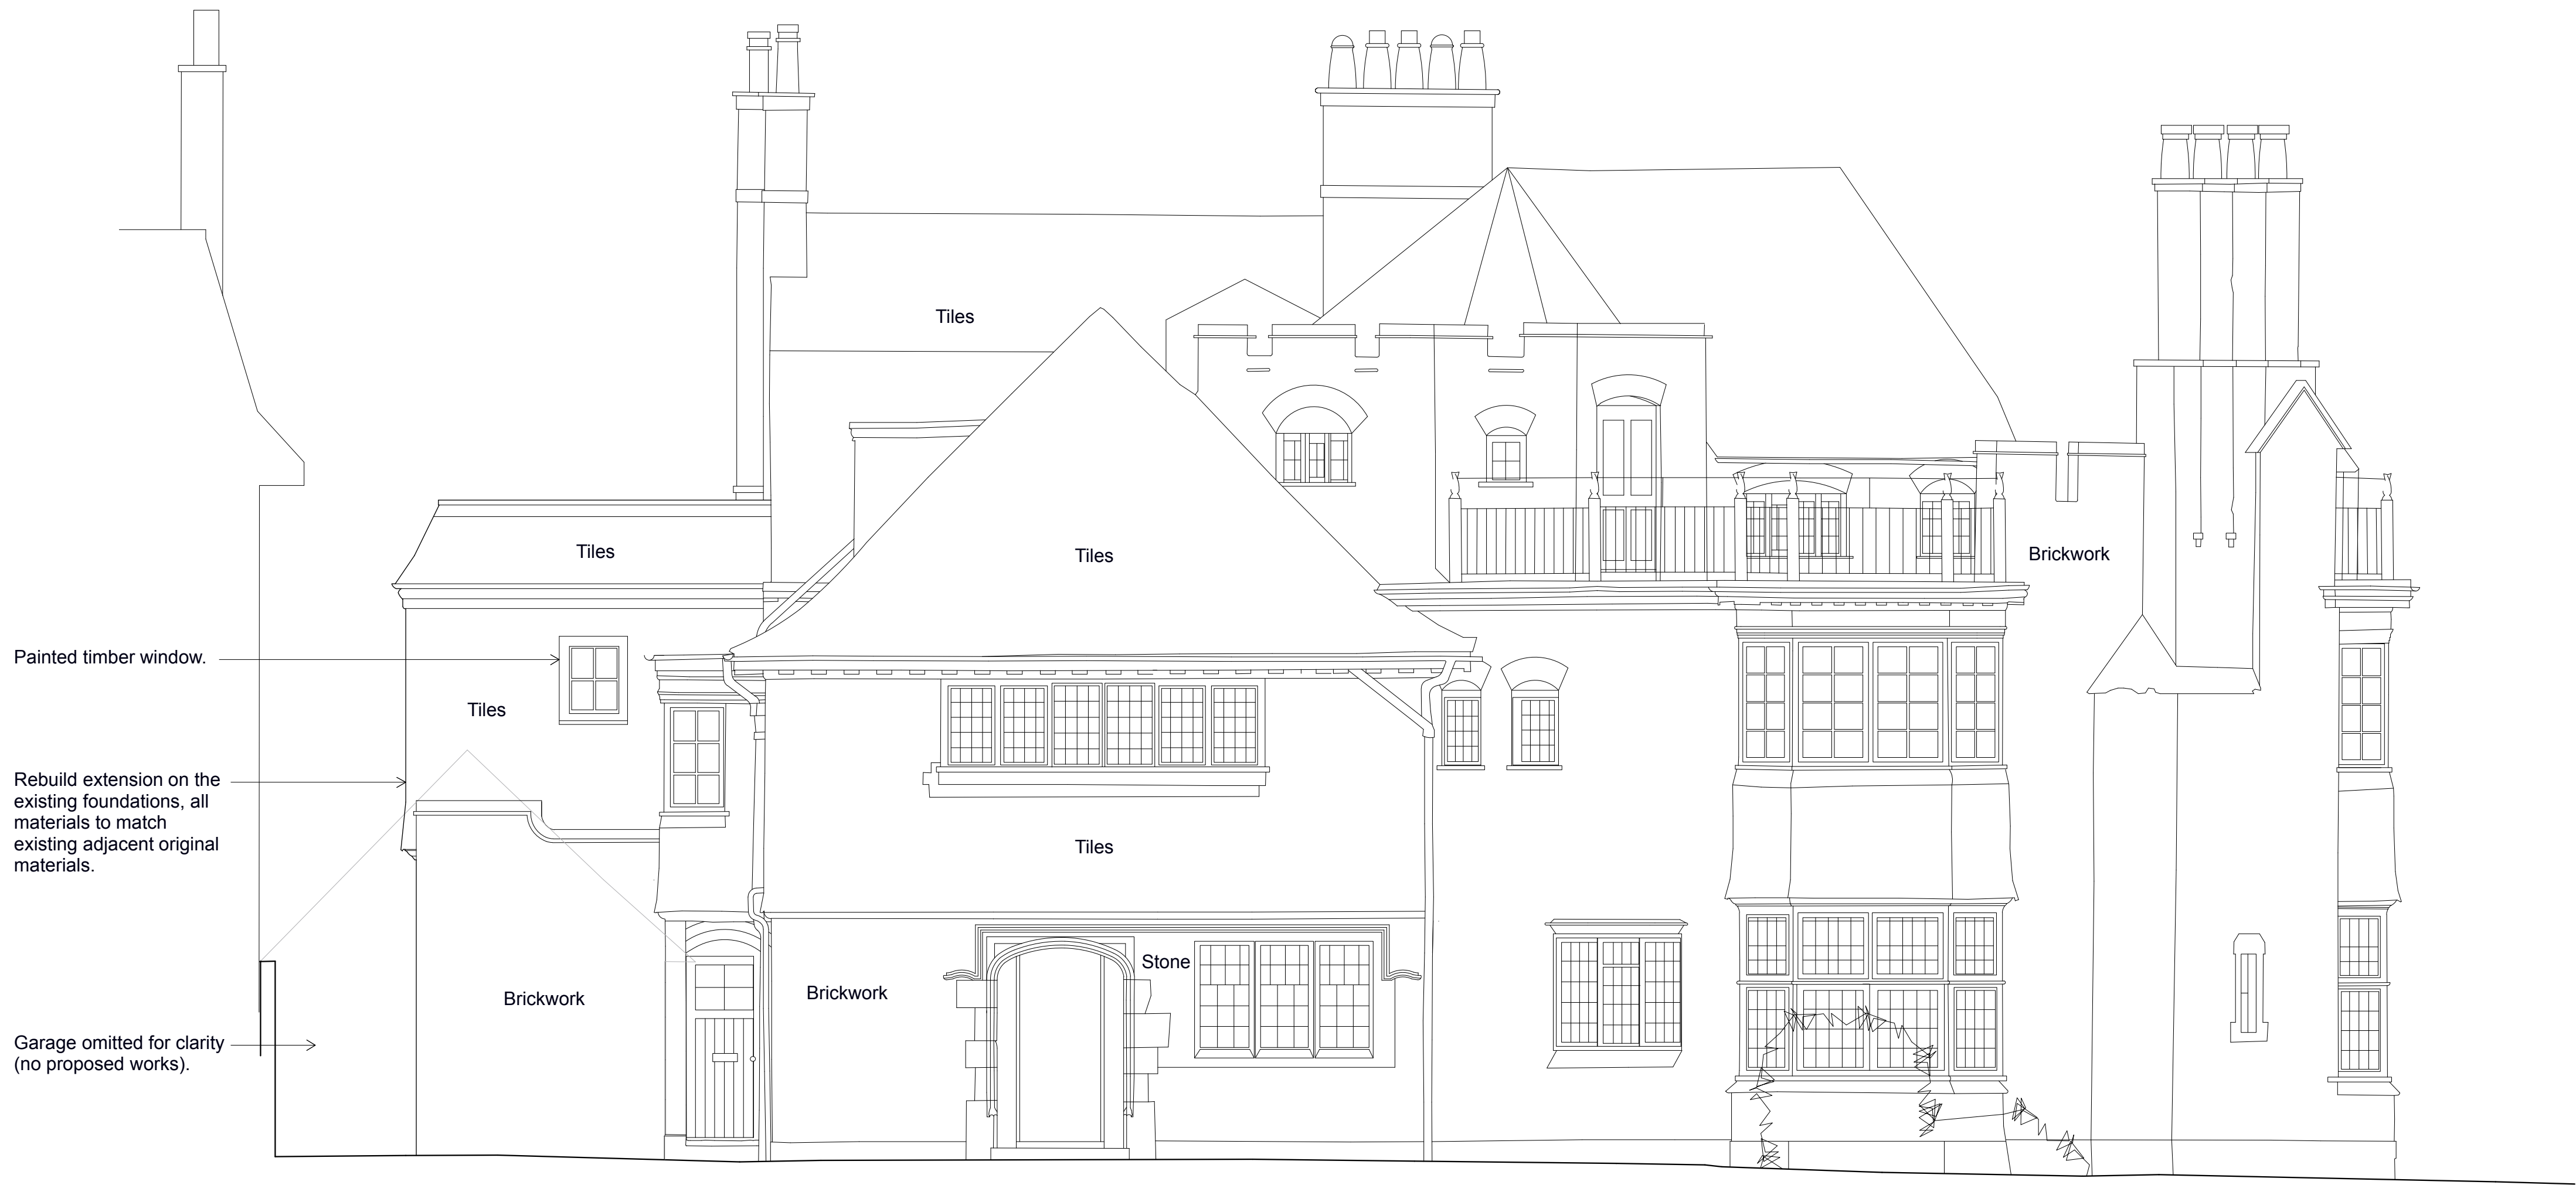 Tiles
Tiles
Tiles
Brickwork
Painted timber window.
Tiles
Rebuild extension on the
existing foundations, all
materials to match
existing adjacent original
materials.
Tiles
Stone
Brickwork
Brickwork
Garage omitted for clarity
(no proposed works).